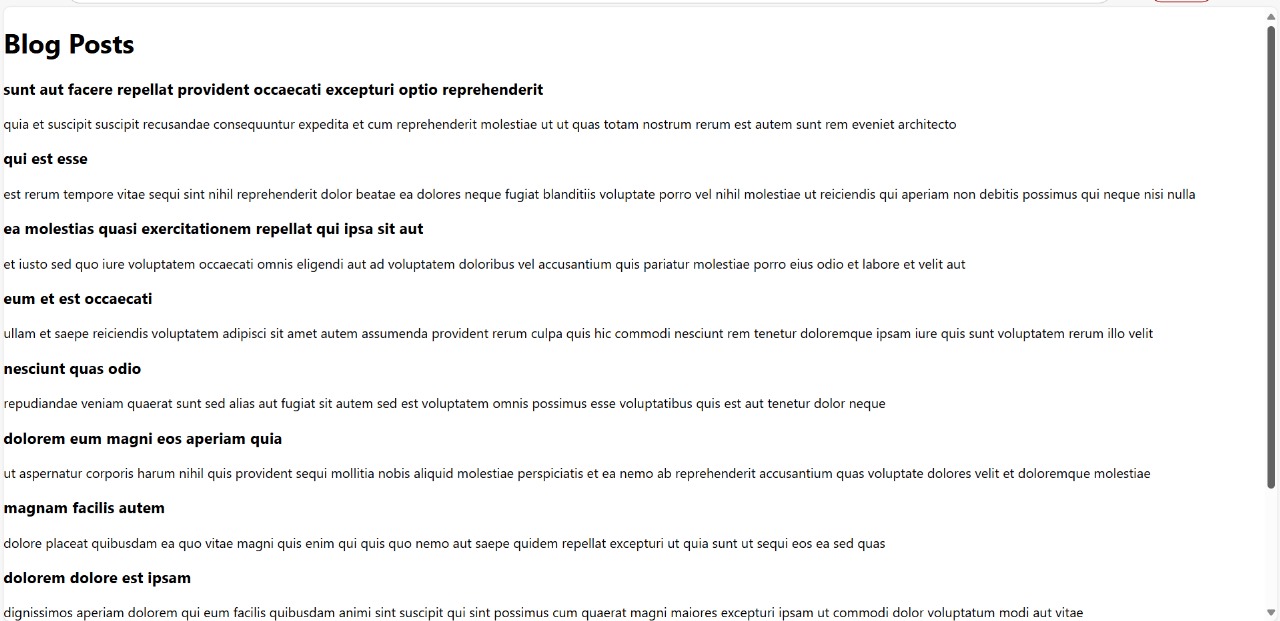 Blog Posts
sunt aut facere repellat provident occaecati excepturi optio reprehenderit
quia et suscipit suscipit recusandae consequuntur expedita et cum reprehenderit molestiae ut ut quas totam nostrum rerum est autem sunt rem eveniet architecto
qui est esse
est rerum tempore vitae sequi sint nihil reprehenderit dolor beatae ea dolores neque fugiat blanditiis voluptate porro vel nihil molestiae ut reiciendis qui aperiam non debitis possimus qui neque nisi nulla
ea molestias quasi exercitationem repellat qui ipsa sit aut
et iusto sed quo iure voluptatem occaecati omnis eligendi aut ad voluptatem doloribus vel accusantium quis pariatur molestiae porro eius odio et labore et velit aut
eum et est occaecati
ullam et saepe reiciendis voluptatem adipisci sit amet autem assumenda provident rerum culpa quis hic commodi nesciunt rem tenetur doloremque ipsam iure quis sunt voluptatem rerum illo velit
nesciunt quas odio
repudiandae veniam quaerat sunt sed alias aut fugiat sit autem sed est voluptatem omnis possimus esse voluptatibus quis est aut tenetur dolor neque
dolorem eum magni eos aperiam quia
ut aspernatur corporis harum nihil quis provident sequi mollitia nobis aliquid molestiae perspiciatis et ea nemo ab reprehenderit accusantium quas voluptate dolores velit et doloremque molestiae
magnam facilis autem
dolore placeat quibusdam ea quo vitae magni quis enim qui quis quo nemo aut saepe quidem repellat excepturi ut quia sunt ut sequi eos ea sed quas
dolorem dolore est ipsam
dignissimos aperiam dolorem qui eum facilis quibusdam animi sint suscipit qui sint possimus cum quaerat magni maiores excepturi ipsam ut commodi dolor voluptatum modi aut vitae